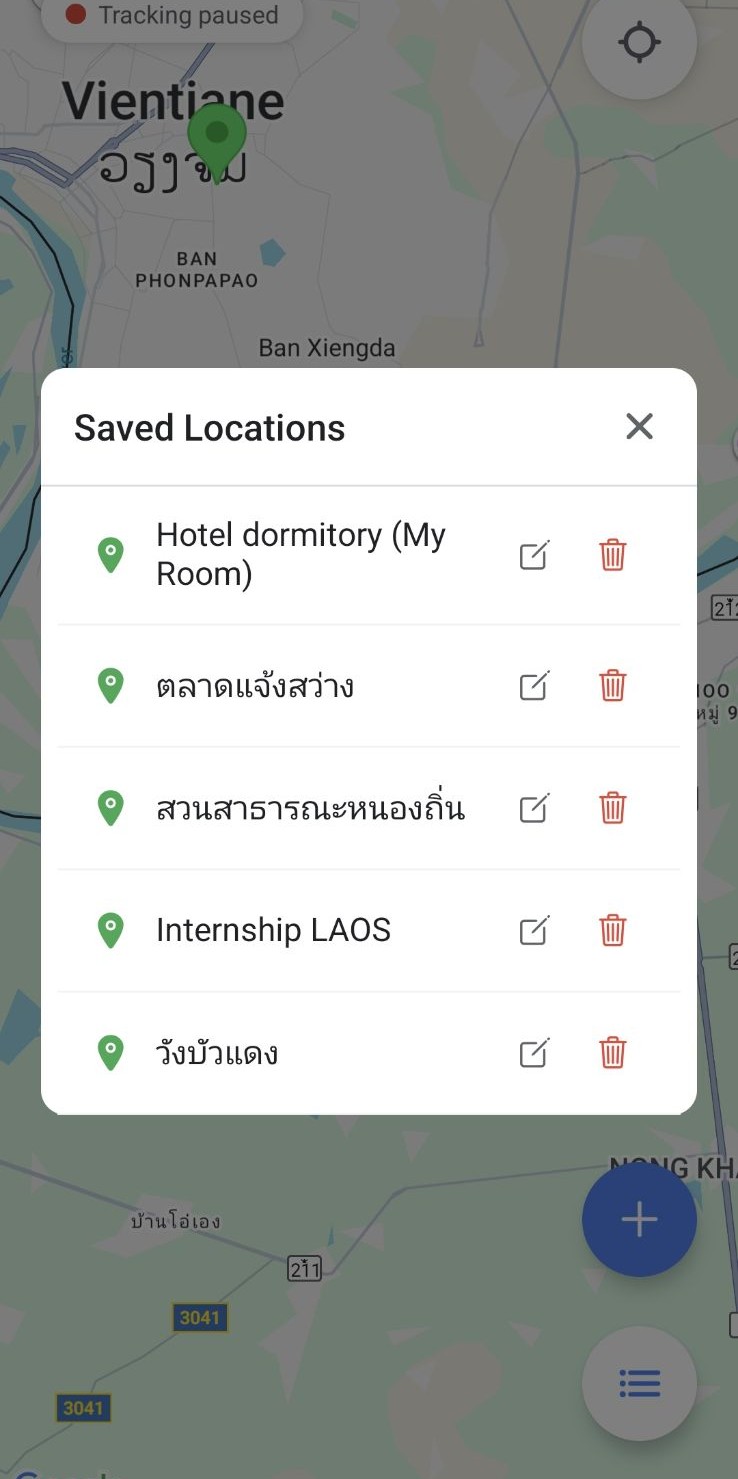 Tracking paused
Vientiane
ວຽງຈັນ
BAN
PHONPAPAO
Ban Xiengda
Saved Locations
Hotel dormitory (My
Room)
ตลาดแจ้งสว่าง
สวนสาธารณะหนองถิ่น
Internship LAOS
วังบัวแดง
212
หมู่ 9
NONG KHA
บ้านโอ่เอง
211
3041
3041